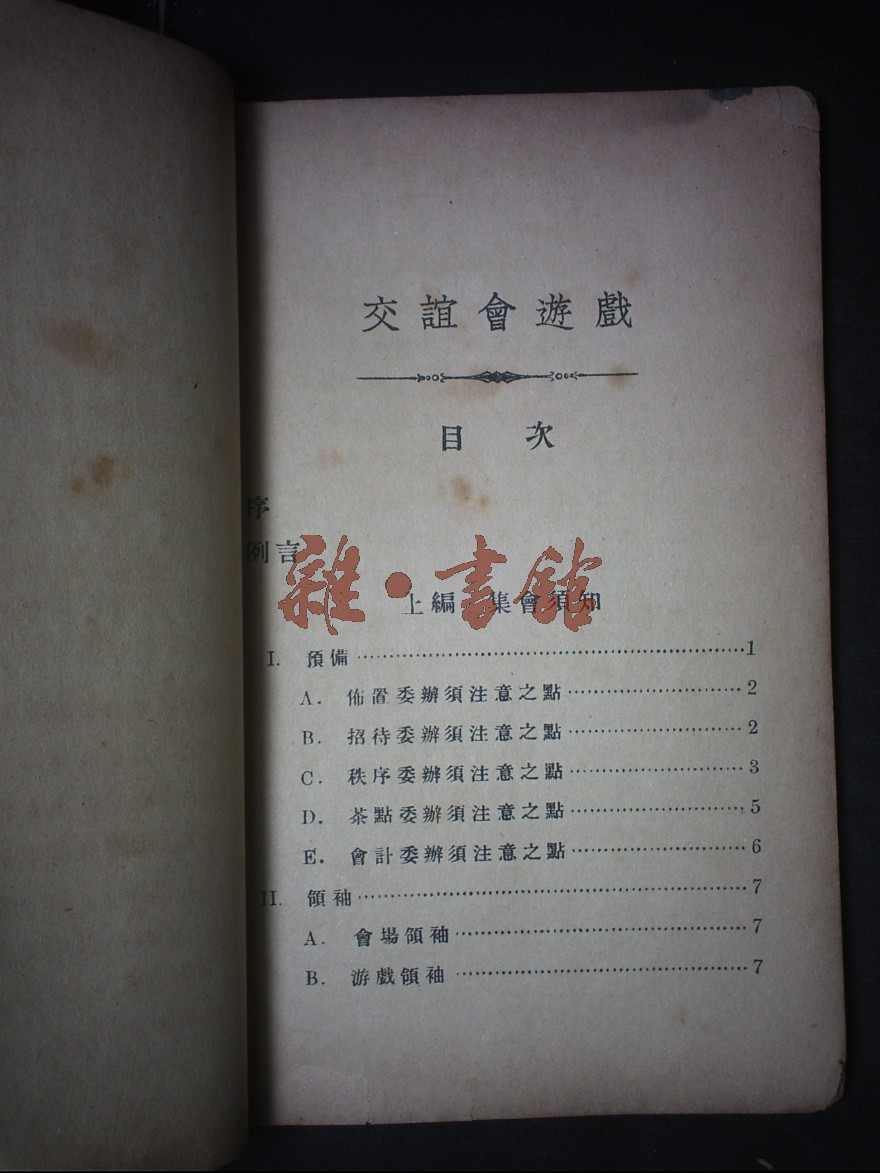 交誼會遊戲
目次
序
例言
雜·書館
上編 集會須知
I. 預備……1
A. 佈置委辦須注意之點……2
B. 招待委辦須注意之點……2
C. 秩序委辦須注意之點……3
D. 茶點委辦須注意之點……5
E. 會計委辦須注意之點……6
II. 領袖……7
A. 會場領袖……7
B. 游戲領袖……7